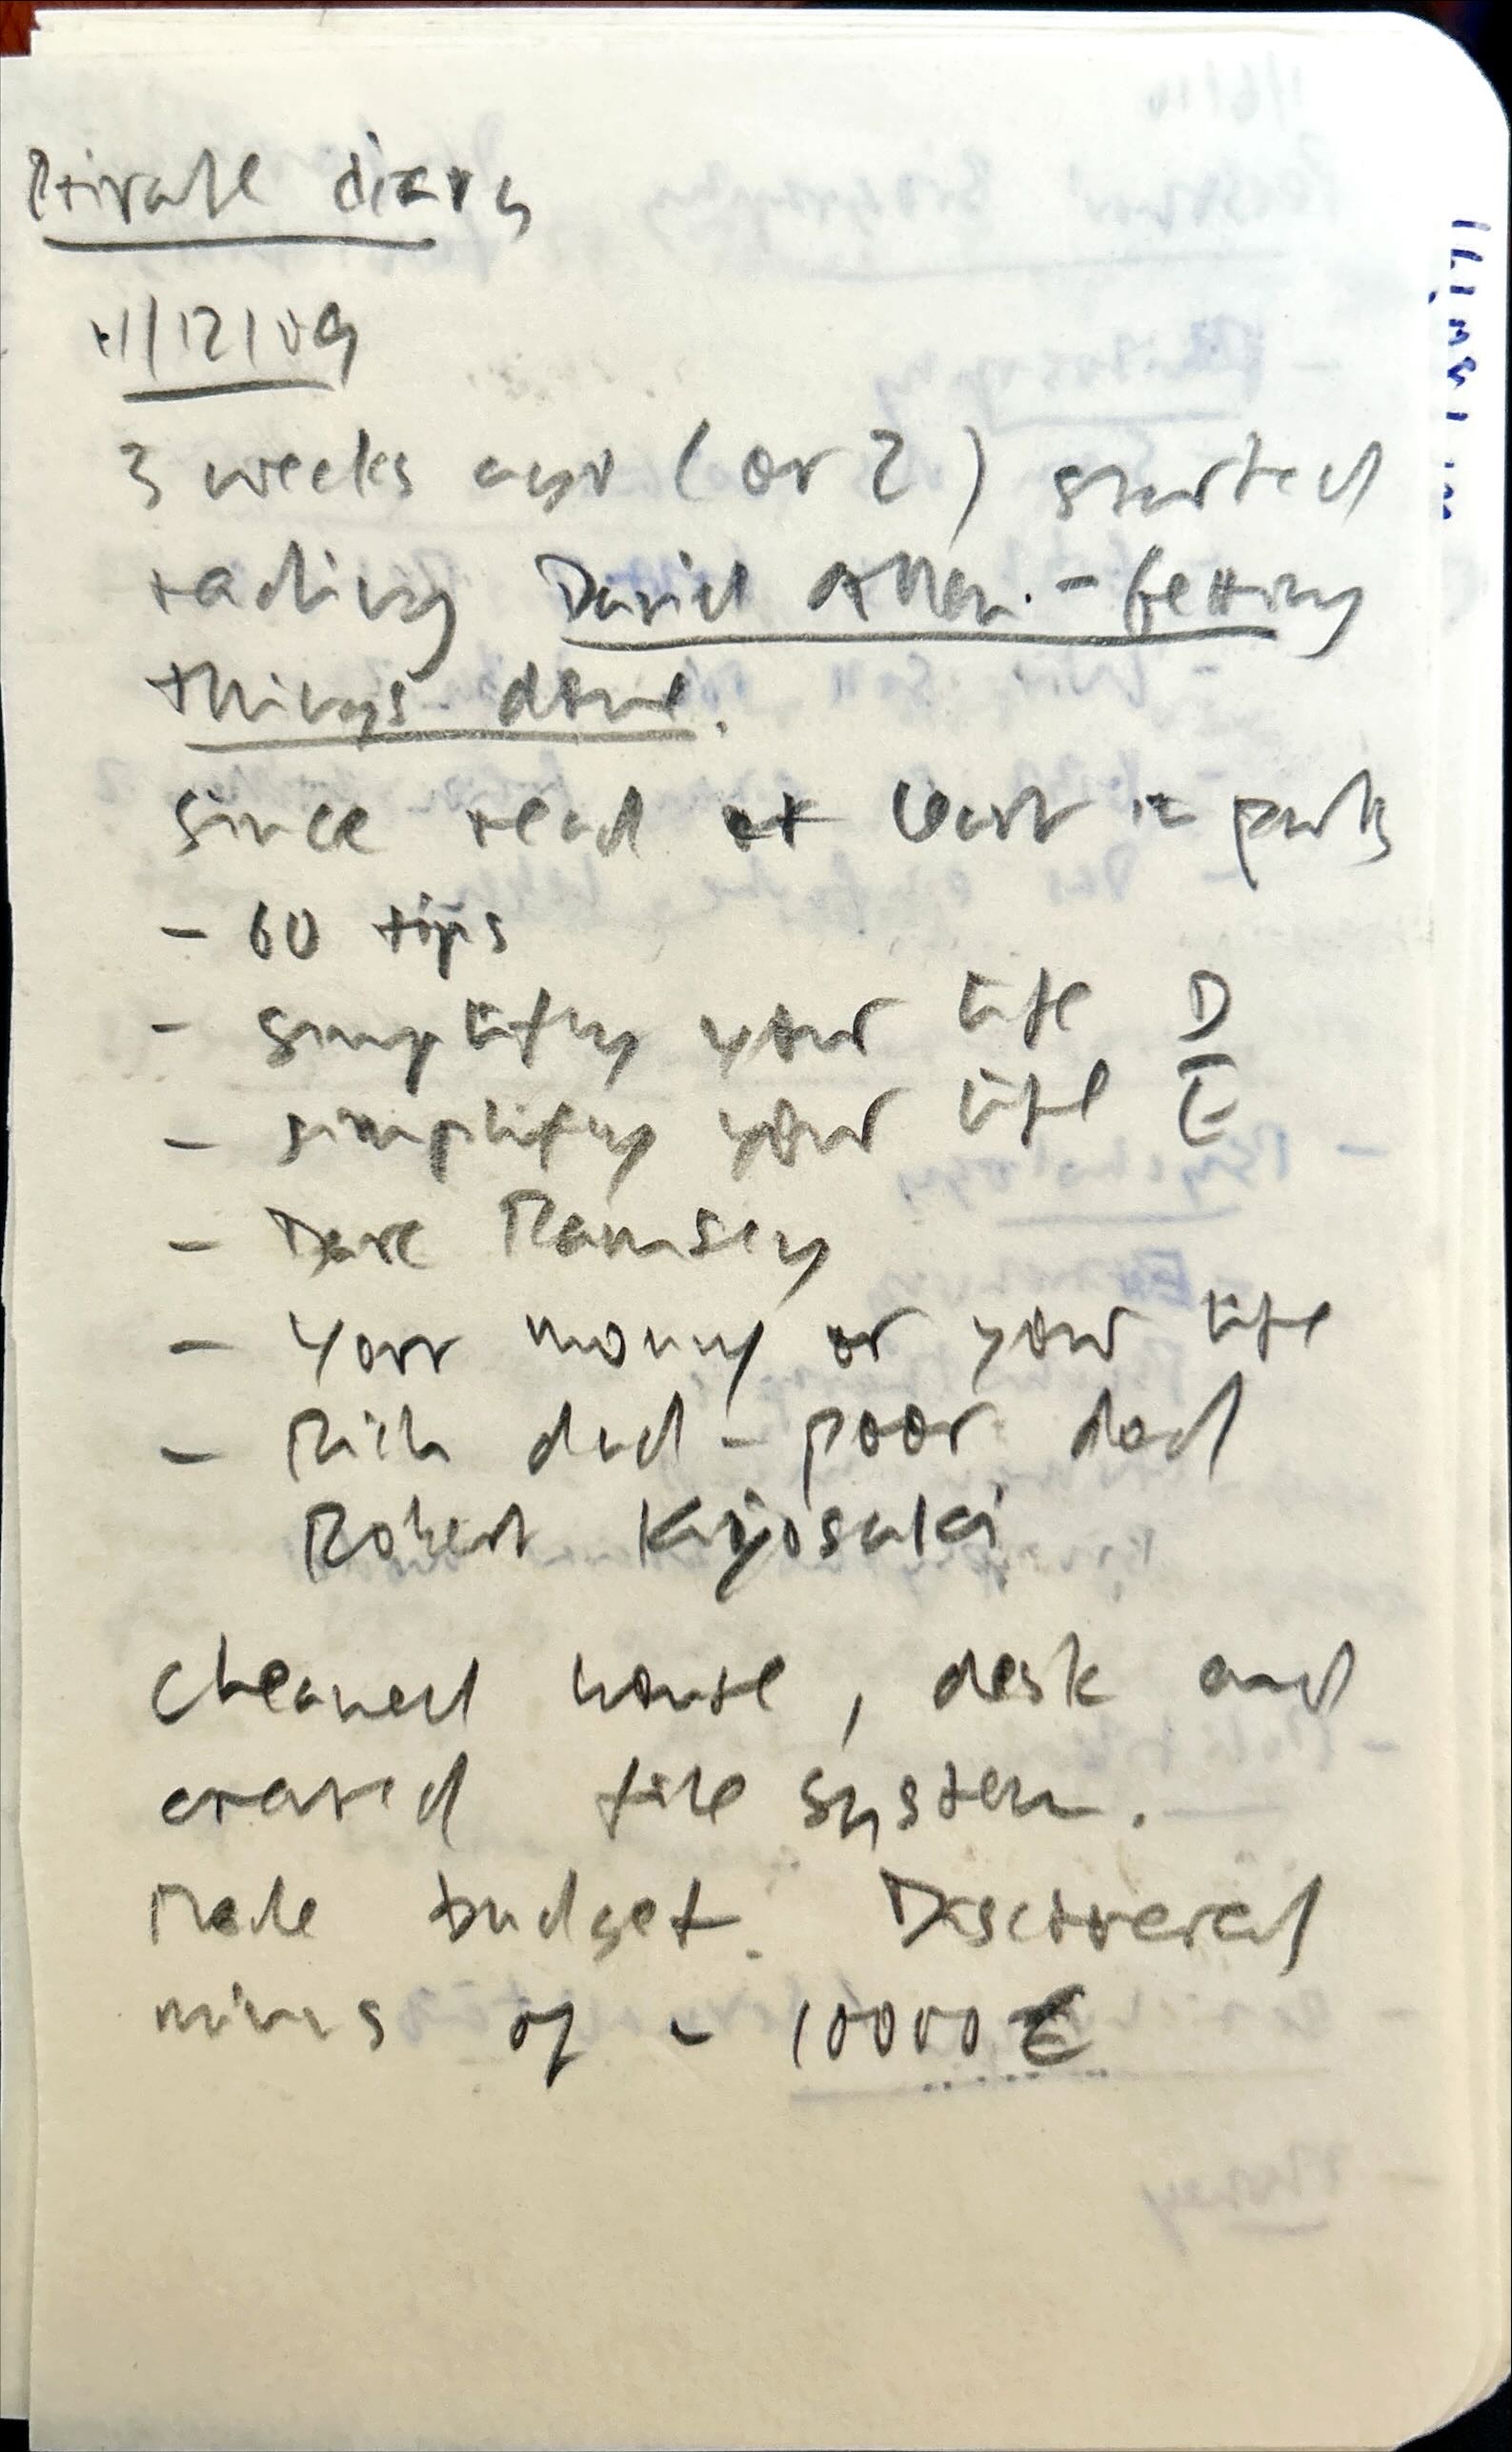 Private diary
11/12/09
3 weeks ago (or 2) started
reading David Allen - Getting
things done.
Since read at least in parts
- 60 tips
- simplify your life D
- simplify your life E
- Dave Ramsey
- Your money or your life
- Rich dad - poor dad
Robert Kiyosaki
Cleaned house, desk and
created file system.
Made budget. Discovered
minus of - 10000 €